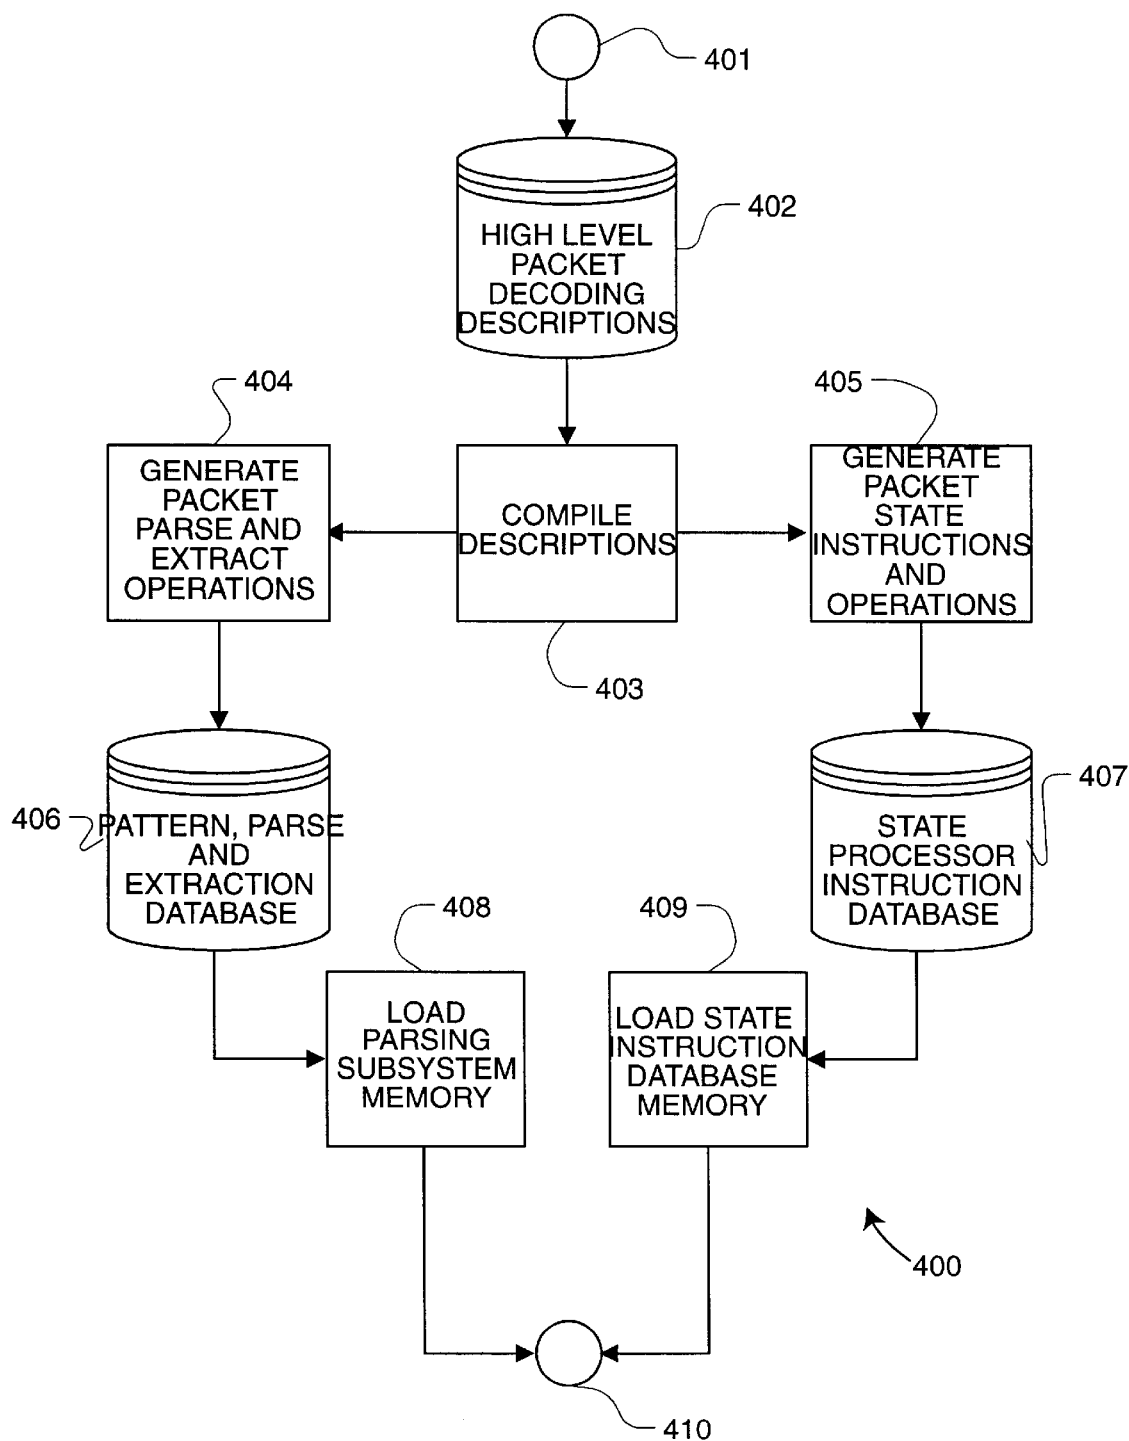 401
402
HIGH LEVEL
PACKET
DECODING
DESCRIPTIONS
404
405
GENERATE
PACKET
PARSE AND
EXTRACT
OPERATIONS
COMPILE
DESCRIPTIONS
GENERATE
PACKET
STATE
INSTRUCTIONS
AND
OPERATIONS
403
406
PATTERN, PARSE
AND
EXTRACTION
DATABASE
407
STATE
PROCESSOR
INSTRUCTION
DATABASE
408
409
LOAD
PARSING
SUBSYSTEM
MEMORY
LOAD STATE
INSTRUCTION
DATABASE
MEMORY
400
410